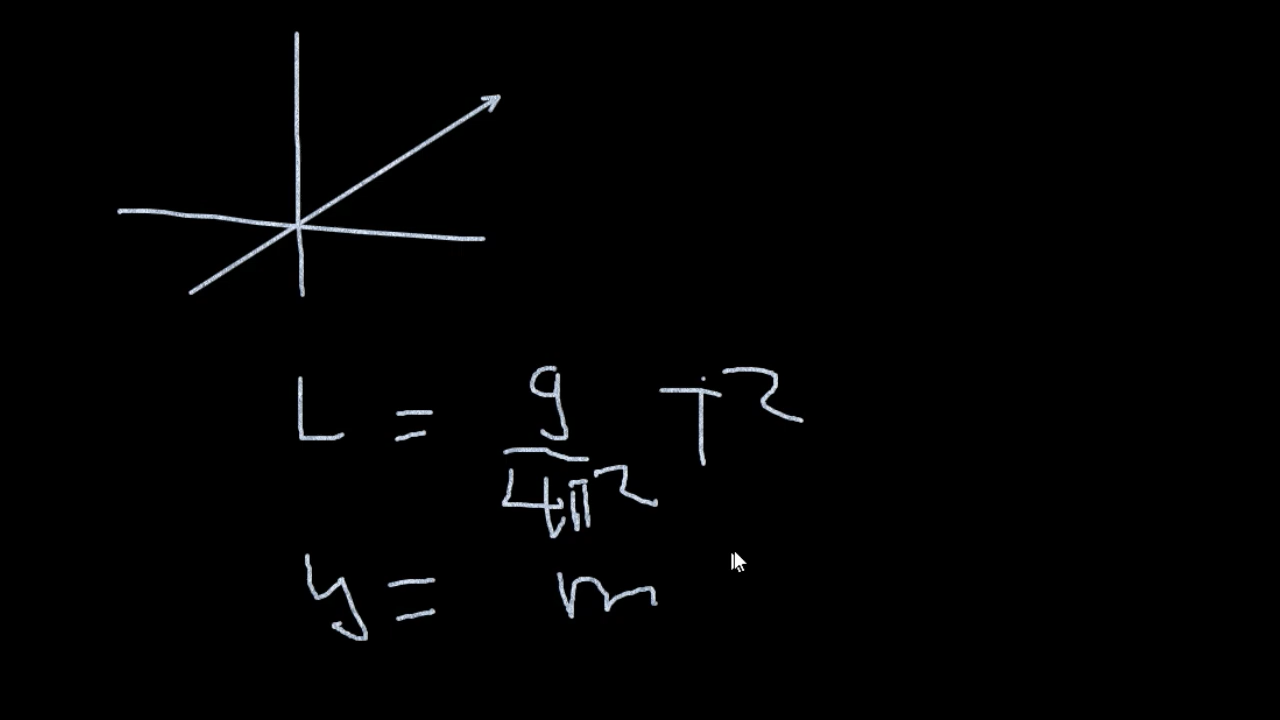 L = g/4π² T²
y = m